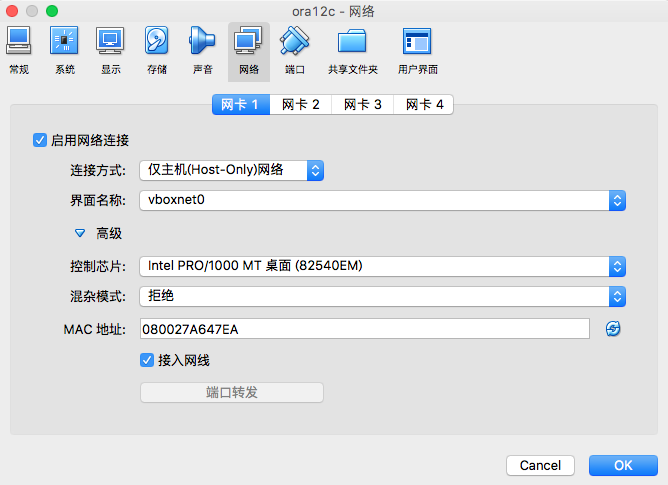 ora12c - 网络
常规 系统 显示 存储 声音 网络 端口 共享文件夹 用户界面
网卡 1 网卡 2 网卡 3 网卡 4
启用网络连接
连接方式: 仅主机(Host-Only)网络
界面名称: vboxnet0
高级
控制芯片: Intel PRO/1000 MT 桌面 (82540EM)
混杂模式: 拒绝
MAC 地址: 080027A647EA
接入网线
端口转发
Cancel OK